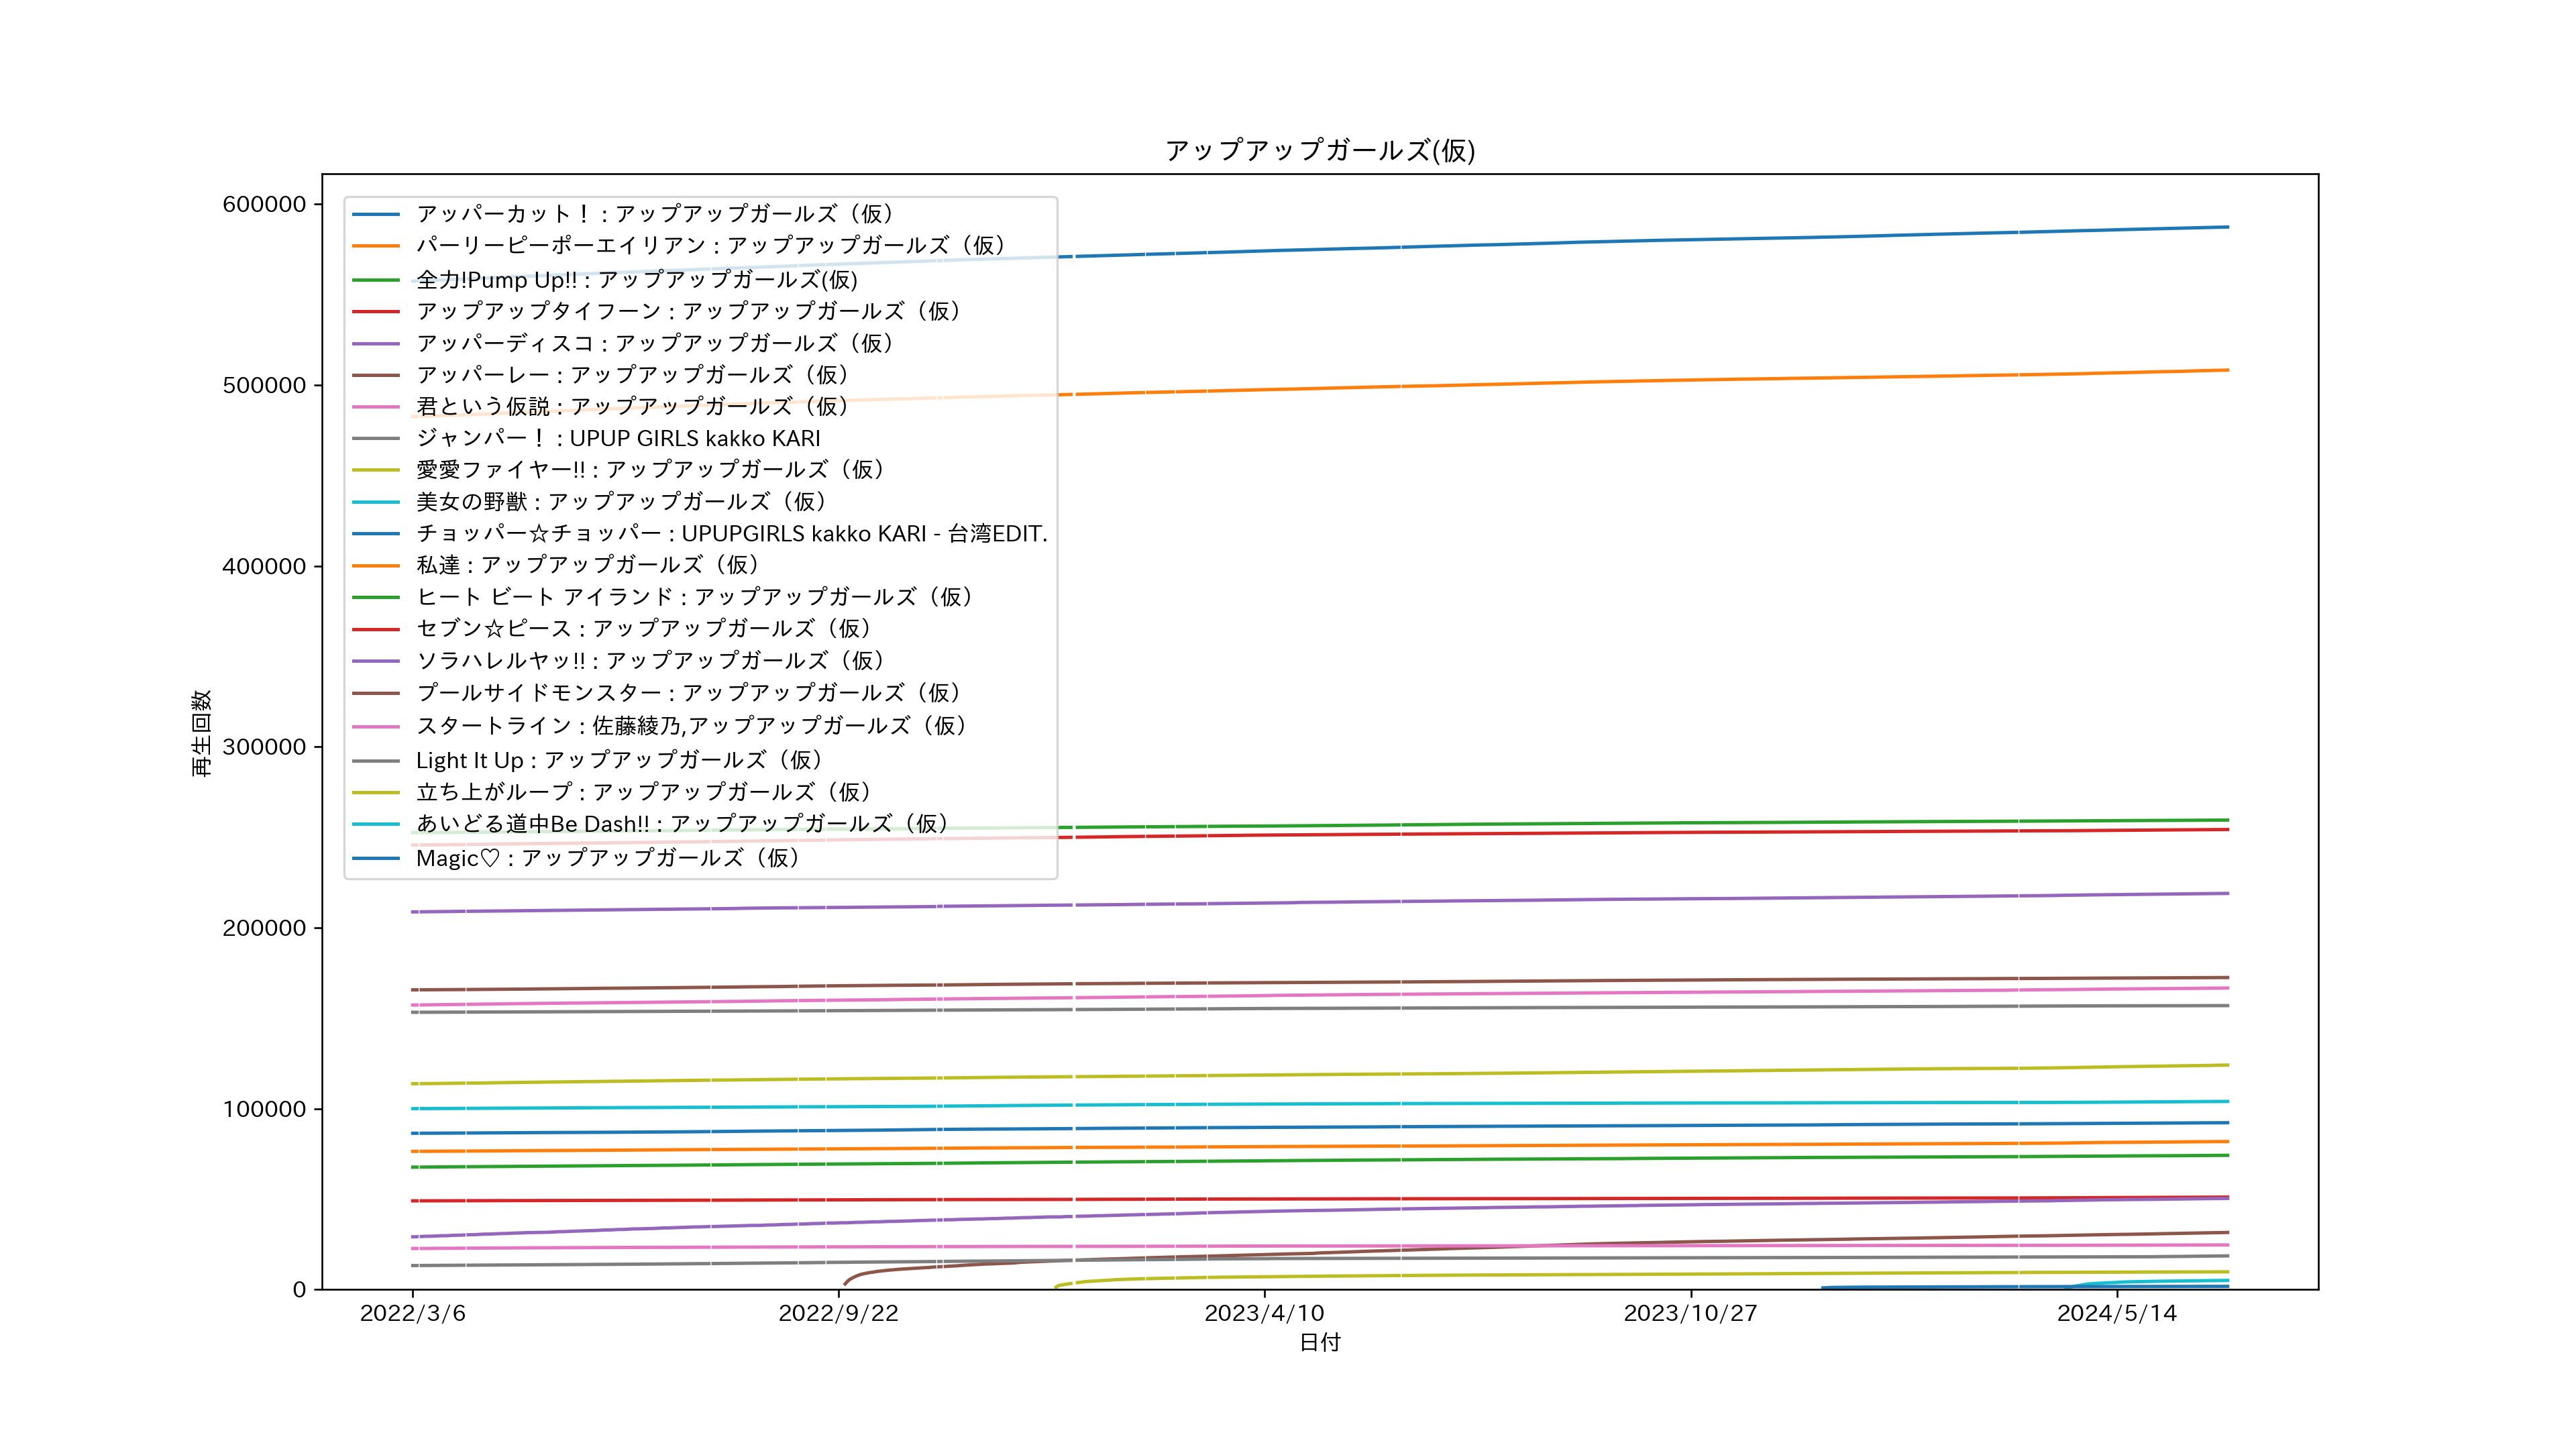 アップアップガールズ(仮)
600000
500000
400000
300000
200000
100000
0
再生回数
アッパーカット！ : アップアップガールズ（仮）
パーリーピーポーエイリアン : アップアップガールズ（仮）
全力!Pump Up!! : アップアップガールズ(仮)
アップアップタイフーン : アップアップガールズ（仮）
アッパーディスコ : アップアップガールズ（仮）
アッパーレー : アップアップガールズ（仮）
君という仮説 : アップアップガールズ（仮）
ジャンパー！ : UPUP GIRLS kakko KARI
愛愛ファイヤー!! : アップアップガールズ（仮）
美女の野獣 : アップアップガールズ（仮）
チョッパー☆チョッパー : UPUPGIRLS kakko KARI - 台湾EDIT.
私達 : アップアップガールズ（仮）
ヒート ビート アイランド : アップアップガールズ（仮）
セブン☆ピース : アップアップガールズ（仮）
ソラハレルヤッ!! : アップアップガールズ（仮）
プールサイドモンスター : アップアップガールズ（仮）
スタートライン : 佐藤綾乃,アップアップガールズ（仮）
Light It Up : アップアップガールズ（仮）
立ち上がループ : アップアップガールズ（仮）
あいどる道中Be Dash!! : アップアップガールズ（仮）
Magic♡ : アップアップガールズ（仮）
2022/3/6
2022/9/22
2023/4/10
2023/10/27
2024/5/14
日付